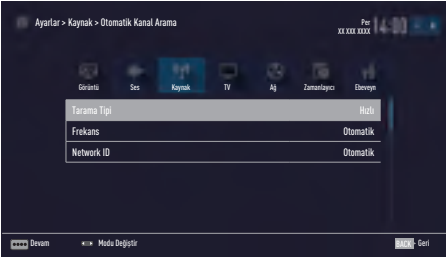 Ayarlar > Kaynak > Otomatik Kanal Arama
Per
XX XXX XXXX
14:00
Görüntü Ses Kaynak TV Ağ Zamanlayıcı Ebeveyn
Tarama Tipi Hızlı
Frekans Otomatik
Network ID Otomatik
Devam Modu Değiştir BACK - Geri